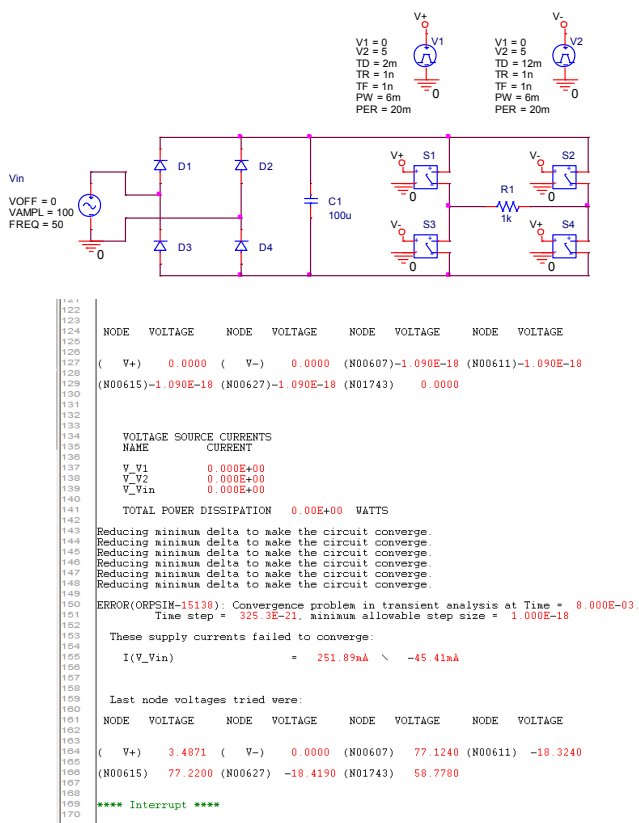 V+
V1
V1 = 0
V2 = 5
TD = 2m
TR = 1n
TF = 1n
PW = 6m
PER = 20m
0
V-
V2
V1 = 0
V2 = 5
TD = 12m
TR = 1n
TF = 1n
PW = 6m
PER = 20m
0
Vin
VOFF = 0
VAMPL = 100
FREQ = 50
0
D1
D2
D3
D4
C1
100u
V+
S1
0
V-
S2
0
R1
1k
V-
S3
0
V+
S4
0
121
122
123
124 NODE VOLTAGE NODE VOLTAGE NODE VOLTAGE NODE VOLTAGE
125
126
127 ( V+) 0.0000 ( V-) 0.0000 (N00607)-1.090E-18 (N00611)-1.090E-18
128
129 (N00615)-1.090E-18 (N00627)-1.090E-18 (N01743) 0.0000
130
131
132
133
134 VOLTAGE SOURCE CURRENTS
135 NAME CURRENT
136
137 V_V1 0.000E+00
138 V_V2 0.000E+00
139 V_Vin 0.000E+00
140
141 TOTAL POWER DISSIPATION 0.00E+00 WATTS
142
143 Reducing minimum delta to make the circuit converge.
144 Reducing minimum delta to make the circuit converge.
145 Reducing minimum delta to make the circuit converge.
146 Reducing minimum delta to make the circuit converge.
147 Reducing minimum delta to make the circuit converge.
148 Reducing minimum delta to make the circuit converge.
149
150 ERROR(ORPSIM-15138): Convergence problem in transient analysis at Time = 8.000E-03.
151 Time step = 325.3E-21, minimum allowable step size = 1.000E-18
152
153 These supply currents failed to converge:
154
155 I(V_Vin) = 251.89mA \ -45.41mA
156
157
158
159 Last node voltages tried were:
160
161 NODE VOLTAGE NODE VOLTAGE NODE VOLTAGE NODE VOLTAGE
162
163
164 ( V+) 3.4871 ( V-) 0.0000 (N00607) 77.1240 (N00611) -18.3240
165
166 (N00615) 77.2200 (N00627) -18.4190 (N01743) 58.7780
167
168
169 **** Interrupt ****
170